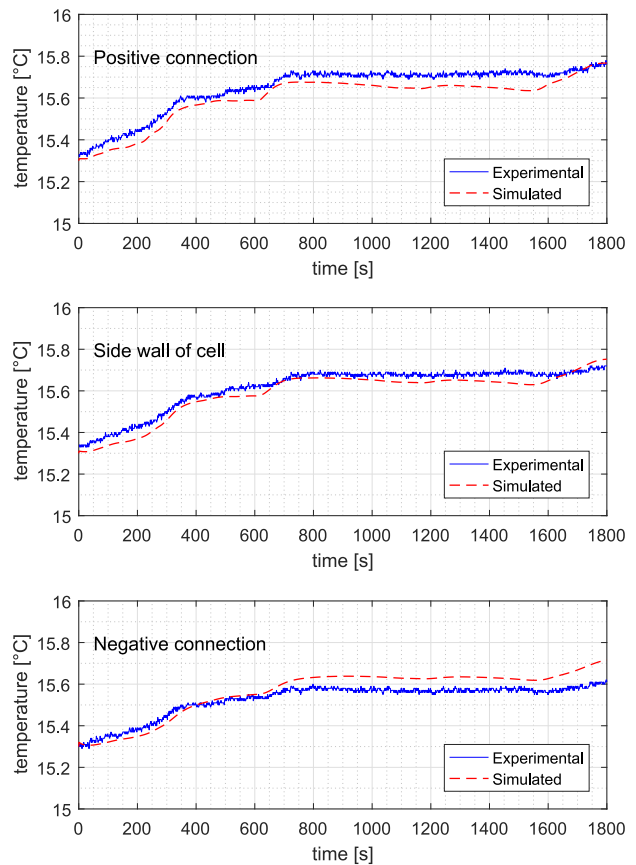 16
15.8
Positive connection
15.6
15.4
15.2
15
temperature [°C]
Experimental
Simulated
0 200 400 600 800 1000 1200 1400 1600 1800
time [s]
16
15.8
Side wall of cell
15.6
15.4
15.2
15
temperature [°C]
Experimental
Simulated
0 200 400 600 800 1000 1200 1400 1600 1800
time [s]
16
15.8
Negative connection
15.6
15.4
15.2
15
temperature [°C]
Experimental
Simulated
0 200 400 600 800 1000 1200 1400 1600 1800
time [s]